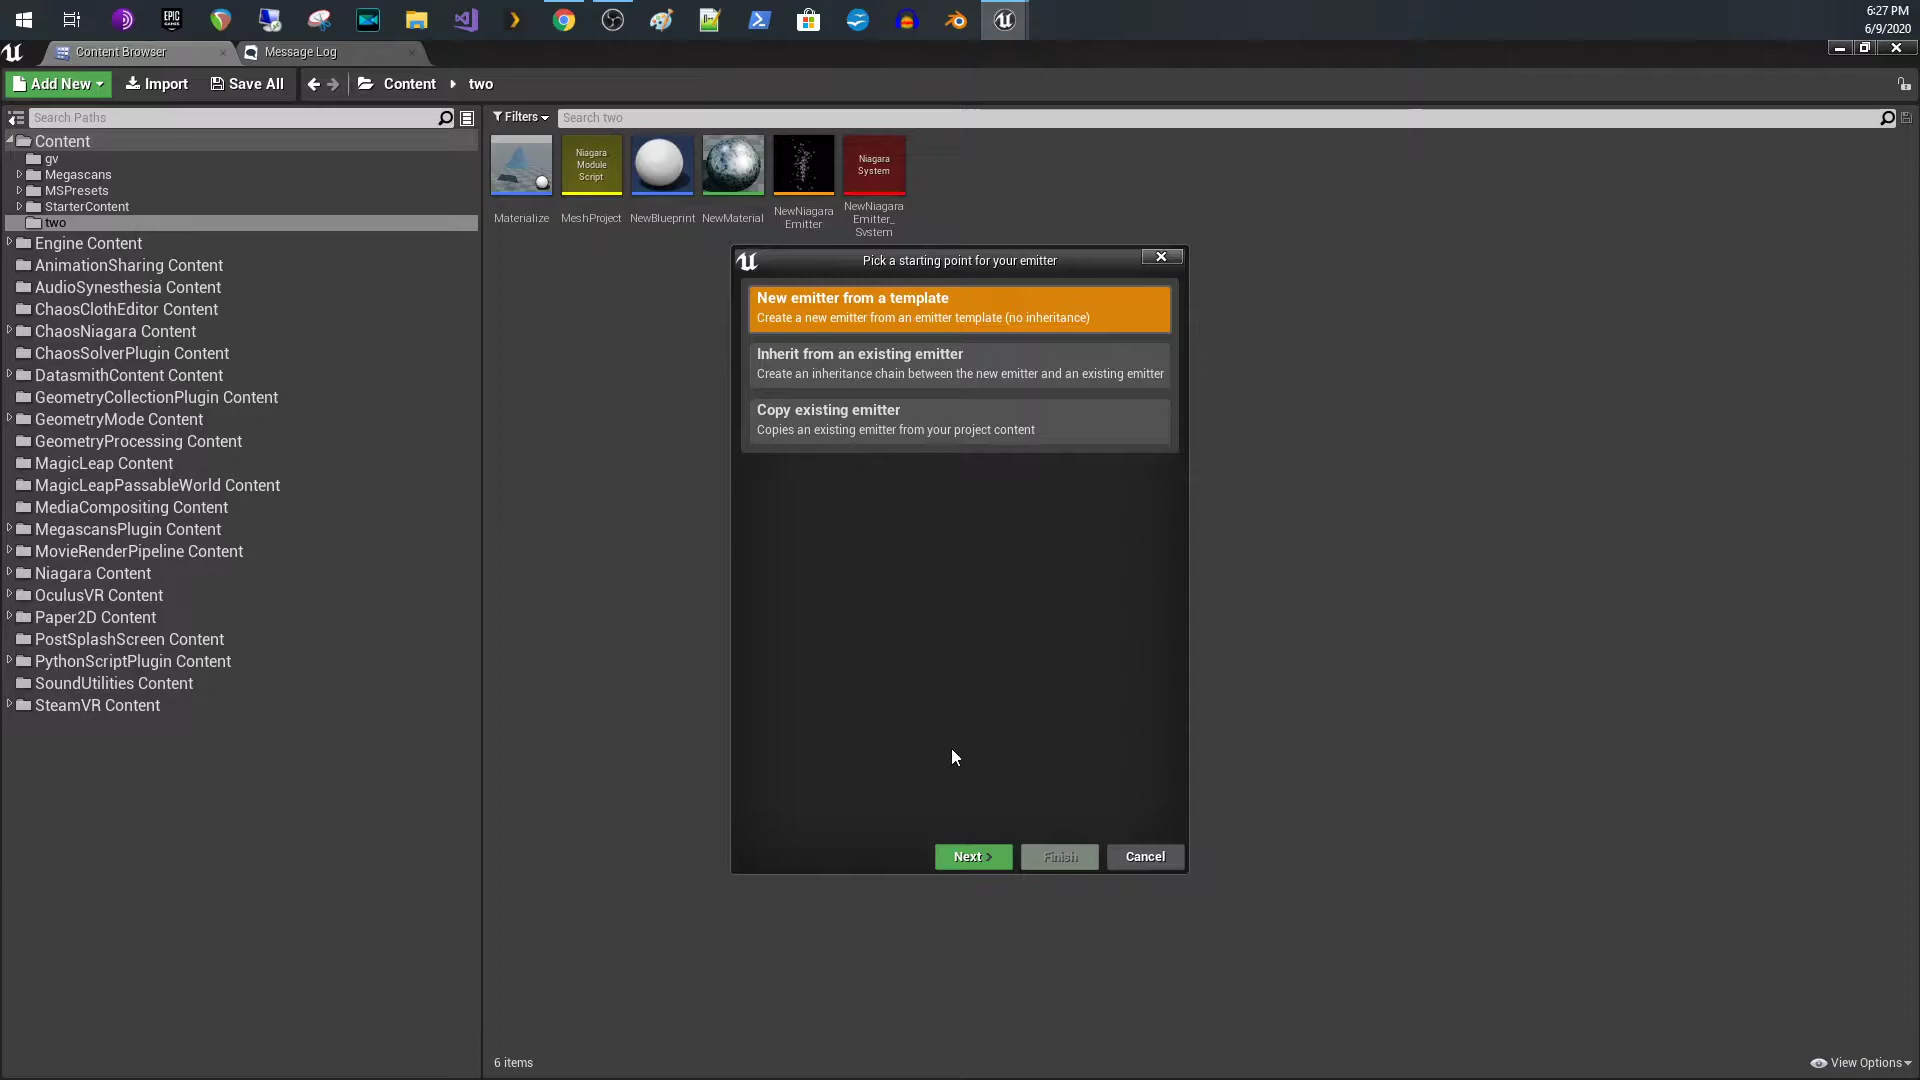 6:27 PM
6/9/2020
EPIC
GAMES
Content Browser
Message Log
Add New
Import
Save All
Content
two
Search Paths
Filters
Search two
Content
gv
Megascans
MSPresets
StarterContent
two
Engine Content
AnimationSharing Content
AudioSynesthesia Content
ChaosClothEditor Content
ChaosNiagara Content
ChaosSolverPlugin Content
DatasmithContent Content
GeometryCollectionPlugin Content
GeometryMode Content
GeometryProcessing Content
MagicLeap Content
MagicLeapPassableWorld Content
MediaCompositing Content
MegascansPlugin Content
MovieRenderPipeline Content
Niagara Content
OculusVR Content
Paper2D Content
PostSplashScreen Content
PythonScriptPlugin Content
SoundUtilities Content
SteamVR Content
Niagara
Module
Script
Niagara
System
Materialize
MeshProject
NewBlueprint
NewMaterial
NewNiagara
Emitter
NewNiagara
Emitter_
System
Pick a starting point for your emitter
New emitter from a template
Create a new emitter from an emitter template (no inheritance)
Inherit from an existing emitter
Create an inheritance chain between the new emitter and an existing emitter
Copy existing emitter
Copies an existing emitter from your project content
Next >
Finish
Cancel
6 items
View Options